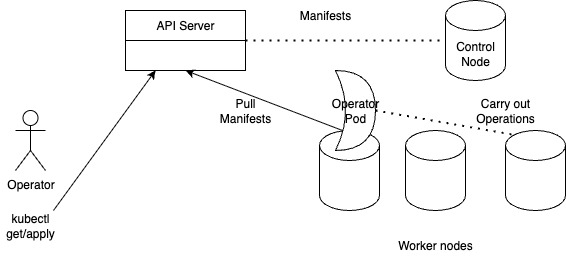 API Server
Manifests
Control
Node
Pull
Manifests
Operator
Pod
Carry out
Operations
Operator
kubectl
get/apply
Worker nodes